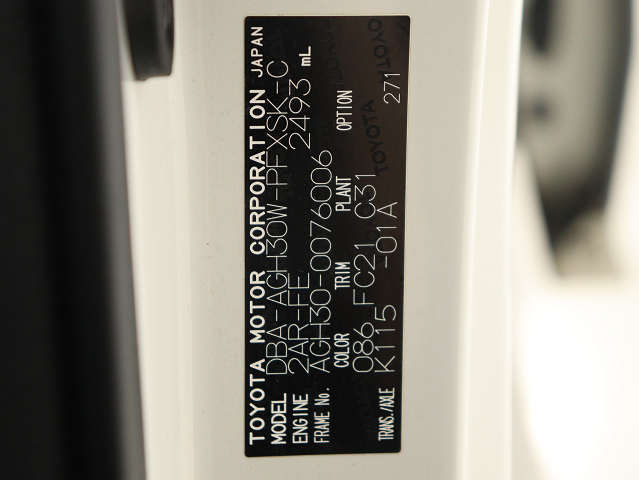 TOYOTA MOTOR CORPORATION JAPAN
MODEL DBA-AGH30W-PFXSK-C
ENGINE 2AR-FE 2493 mL
FRAME No. AGH30-0076006
COLOR TRIM PLANT OPTION
086 FC21 C31
TRANS./AXLE K115 -01A 271